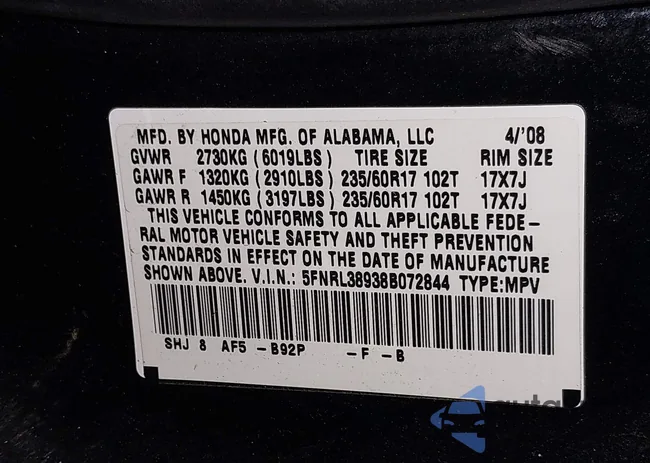 MFD. BY HONDA MFG. OF ALABAMA, LLC 4/'08
GVWR 2730KG (6019LBS) TIRE SIZE RIM SIZE
GAWR F 1320KG (2910LBS) 235/60R17 102T 17X7J
GAWR R 1450KG (3197LBS) 235/60R17 102T 17X7J
THIS VEHICLE CONFORMS TO ALL APPLICABLE FEDE-
RAL MOTOR VEHICLE SAFETY AND THEFT PREVENTION
STANDARDS IN EFFECT ON THE DATE OF MANUFACTURE
SHOWN ABOVE. V.I.N.: 5FNRL38938B072844 TYPE:MPV
SHJ 8 AF5 -B92P -F -B